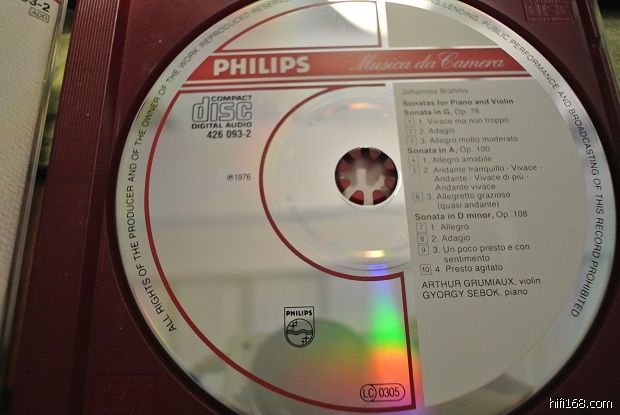 3-2
ADD
ALL RIGHTS OF THE PRODUCER AND OF THE OWNER OF THE WORK REPRODUCED RESERVED
LENDING, PUBLIC PERFORMANCE AND BROADCASTING OF THIS RECORD PROHIBITED
PHILIPS Musica da Camera
COMPACT
disc
DIGITAL AUDIO
426 093-2
℗1976
Johannes Brahms
Sonatas for Piano and Violin
Sonata in G, Op. 78
1 1. Vivace ma non troppo
2 2. Adagio
3 3. Allegro molto moderato
Sonata in A, Op. 100
4 1. Allegro amabile
5 2. Andante tranquillo - Vivace -
Andante - Vivace di più -
Andante vivace
6 3. Allegretto grazioso
(quasi andante)
Sonata in D minor, Op. 108
7 1. Allegro
8 2. Adagio
9 3. Un poco presto e con
sentimento
10 4. Presto agitato
ARTHUR GRUMIAUX, violin
GYORGY SEBOK, piano
PHILIPS
LC 0305
hifi168.com